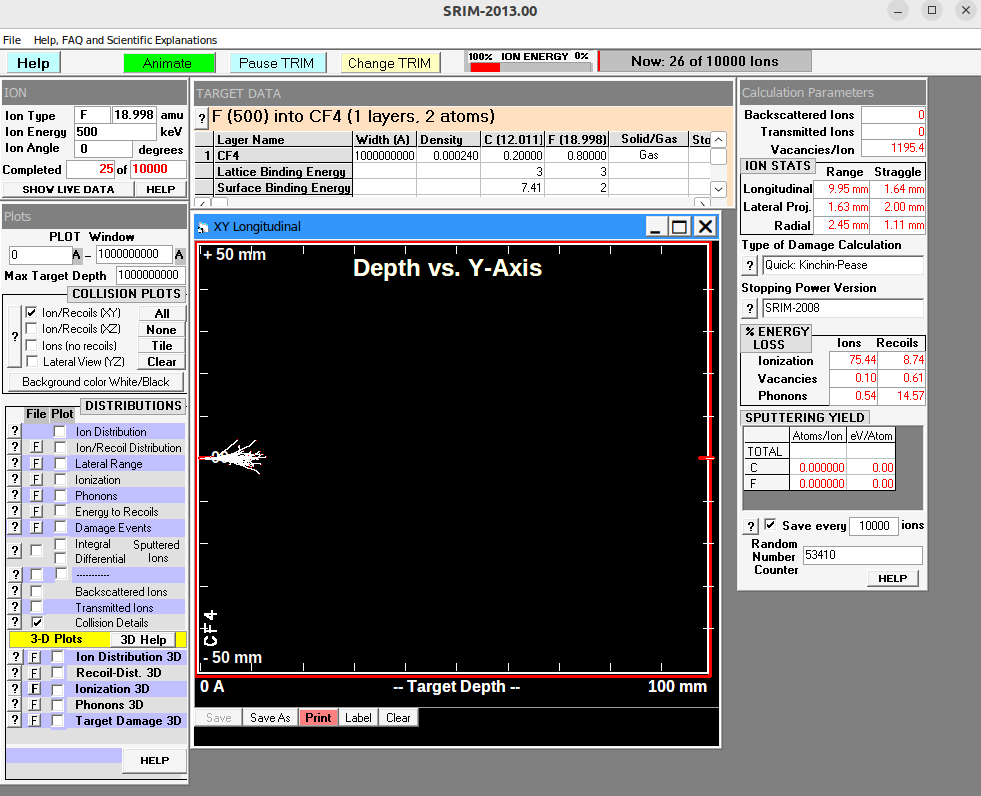 SRIM-2013.00
File Help, FAQ and Scientific Explanations
Help Animate Pause TRIM Change TRIM 100% ION ENERGY 0% Now: 26 of 10000 Ions
ION
Ion Type F 18.998 amu
Ion Energy 500 keV
Ion Angle 0 degrees
Completed 25 of 10000
SHOW LIVE DATA HELP
Plots
PLOT Window
0 A - 1000000000 A
Max Target Depth 1000000000
COLLISION PLOTS
? Ion/Recoils (XY) All
Ion/Recoils (XZ) None
Ions (no recoils) Tile
Lateral View (YZ) Clear
Background color White/Black
DISTRIBUTIONS
File Plot
? Ion Distribution
? F Ion/Recoil Distribution
? F Lateral Range
? F Ionization
? F Phonons
? F Energy to Recoils
? F Damage Events
? Integral Sputtered
Differential Ions
? -----------
? Backscattered Ions
? Transmitted Ions
? Collision Details
3-D Plots 3D Help
? F Ion Distribution 3D
? F Recoil-Dist. 3D
? F Ionization 3D
? F Phonons 3D
? F Target Damage 3D
HELP
TARGET DATA
? F (500) into CF4 (1 layers, 2 atoms)
Layer Name Width (A) Density C (12.011) F (18.998) Solid/Gas Sto
1 CF4 1000000000 0.000240 0.20000 0.80000 Gas
Lattice Binding Energy 3 3
Surface Binding Energy 7.41 2
XY Longitudinal
+ 50 mm
Depth vs. Y-Axis
CF4
- 50 mm
0 A -- Target Depth -- 100 mm
Save Save As Print Label Clear
Calculation Parameters
Backscattered Ions 0
Transmitted Ions 0
Vacancies/Ion 1195.4
ION STATS Range Straggle
Longitudinal 9.95 mm 1.64 mm
Lateral Proj. 1.63 mm 2.00 mm
Radial 2.45 mm 1.11 mm
Type of Damage Calculation
? Quick: Kinchin-Pease
Stopping Power Version
? SRIM-2008
% ENERGY LOSS Ions Recoils
Ionization 75.44 8.74
Vacancies 0.10 0.61
Phonons 0.54 14.57
SPUTTERING YIELD
Atoms/Ion eV/Atom
TOTAL
C 0.000000 0.00
F 0.000000 0.00
? Save every 10000 ions
Random Number Counter 53410
HELP